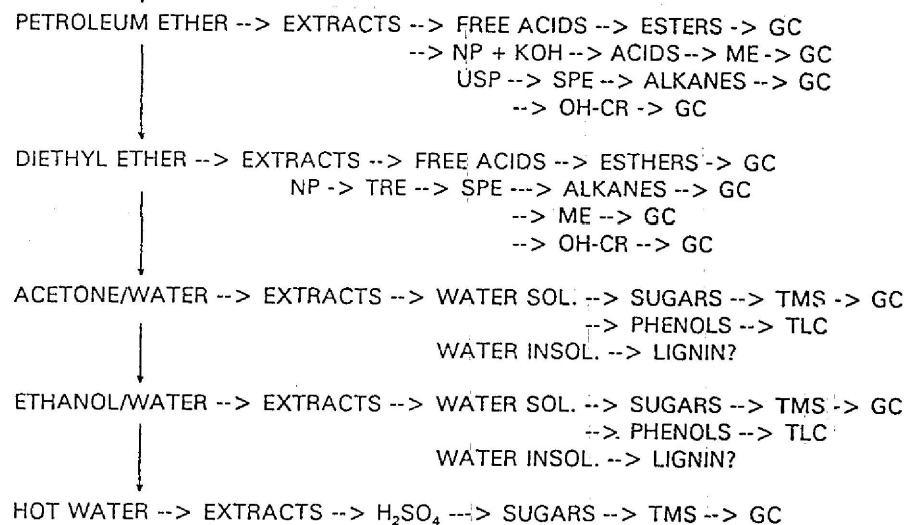 PETROLEUM ETHER --> EXTRACTS --> FREE ACIDS --> ESTERS -> GC
--> NP + KOH --> ACIDS--> ME -> GC
USP --> SPE --> ALKANES --> GC
--> OH-CR -> GC
DIETHYL ETHER --> EXTRACTS --> FREE ACIDS --> ESTHERS -> GC
NP -> TRE --> SPE ---> ALKANES --> GC
--> ME --> GC
--> OH-CR --> GC
ACETONE/WATER --> EXTRACTS --> WATER SOL. --> SUGARS --> TMS -> GC
--> PHENOLS --> TLC
WATER INSOL. --> LIGNIN?
ETHANOL/WATER --> EXTRACTS --> WATER SOL. --> SUGARS --> TMS -> GC
--> PHENOLS --> TLC
WATER INSOL. --> LIGNIN?
HOT WATER --> EXTRACTS --> H₂SO₄ ---> SUGARS --> TMS --> GC